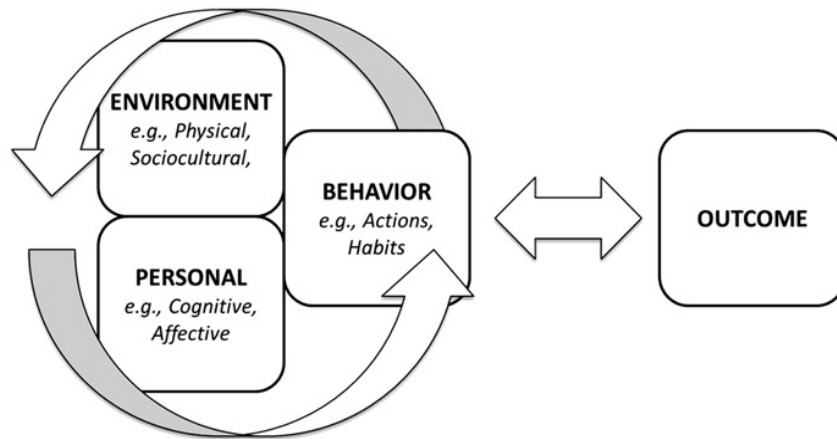 ENVIRONMENT
e.g., Physical,
Sociocultural,
PERSONAL
e.g., Cognitive,
Affective
BEHAVIOR
e.g., Actions,
Habits
OUTCOME